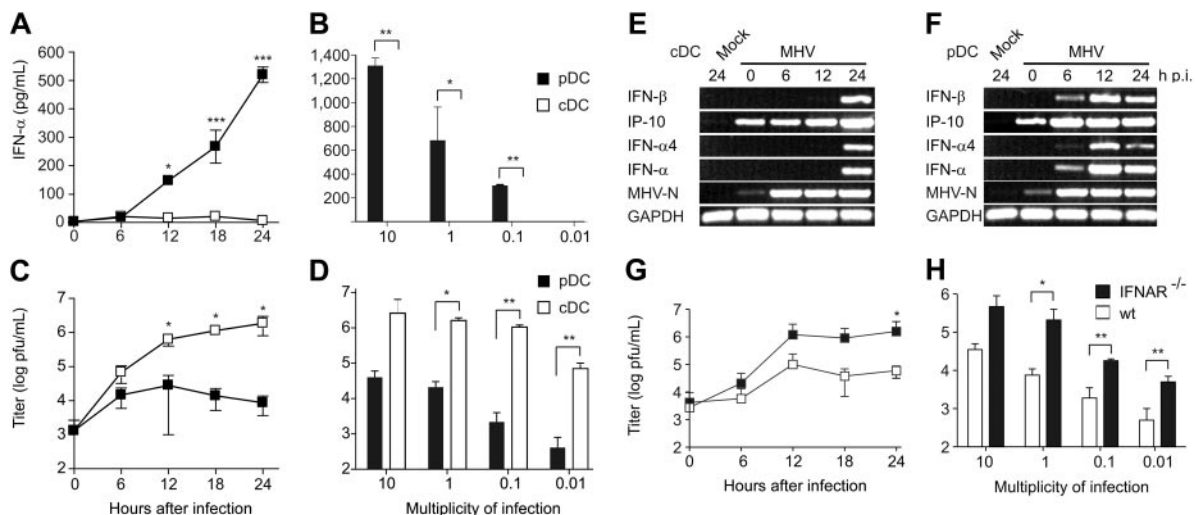 A
IFN-α (pg/mL)
600
500
400
300
200
100
0
0 6 12 18 24
* *** ***
B
1,400
1,200
1,000
800
600
400
200
10 1 0.1 0.01
** * **
pDC
cDC
C
Titer (log pfu/mL)
7
6
5
4
3
2
0 6 12 18 24
* * *
Hours after infection
D
6
5
4
3
2
10 1 0.1 0.01
* ** **
pDC
cDC
Multiplicity of infection
E
cDC Mock MHV
24 0 6 12 24 h p.i.
IFN-β
IP-10
IFN-α4
IFN-α
MHV-N
GAPDH
F
pDC Mock MHV
24 0 6 12 24
IFN-β
IP-10
IFN-α4
IFN-α
MHV-N
GAPDH
G
Titer (log pfu/mL)
7
6
5
4
3
2
1
0 6 12 18 24
*
Hours after infection
H
6
5
4
3
2
10 1 0.1 0.01
* ** **
IFNAR -/-
wt
Multiplicity of infection